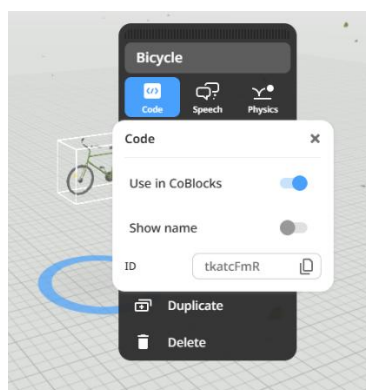 Bicycle
Code Speech Physics
Code
Use in CoBlocks
Show name
ID tkatcFmR
Duplicate
Delete